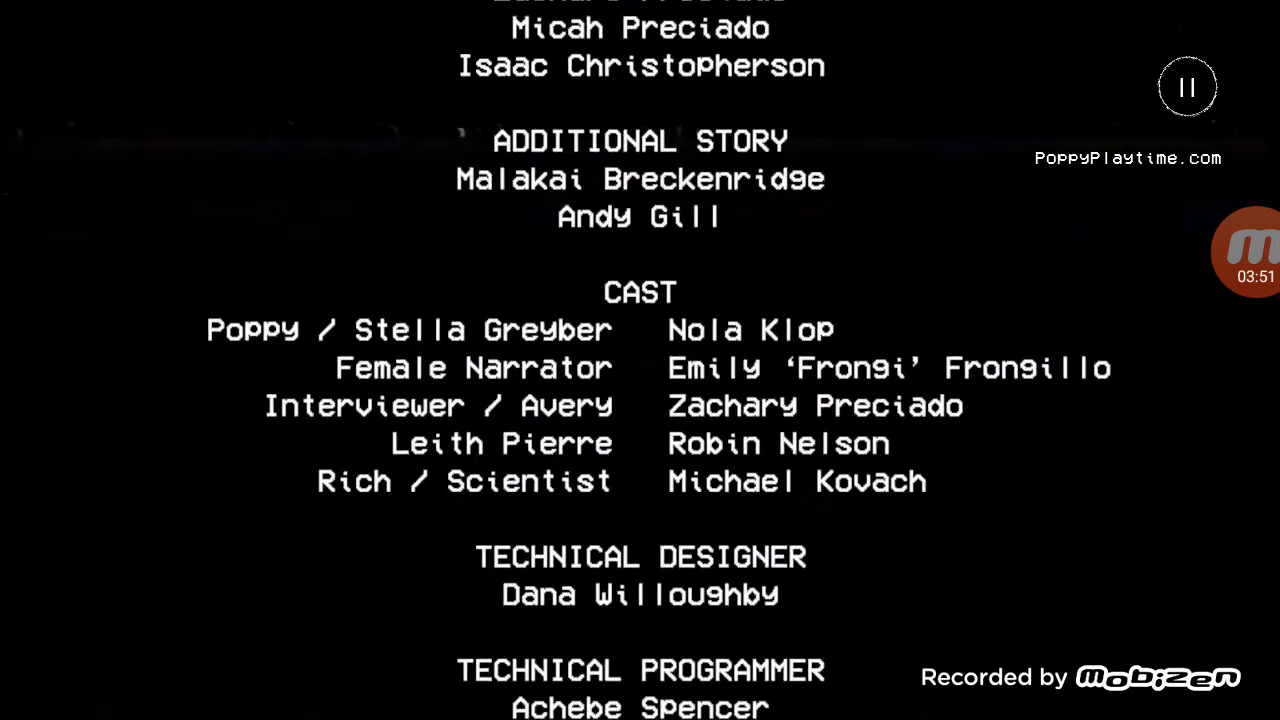 Micah Preciado
Isaac Christopherson
ADDITIONAL STORY
Malakai Breckenridge
Andy Gill
CAST
Poppy / Stella Greyber Nola Klop
Female Narrator Emily ‘Frongi’ Frongillo
Interviewer / Avery Zachary Preciado
Leith Pierre Robin Nelson
Rich / Scientist Michael Kovach
TECHNICAL DESIGNER
Dana Willoughby
TECHNICAL PROGRAMMER
Achebe Spencer
PoppyPlaytime.com
03:51
Recorded by mobizen